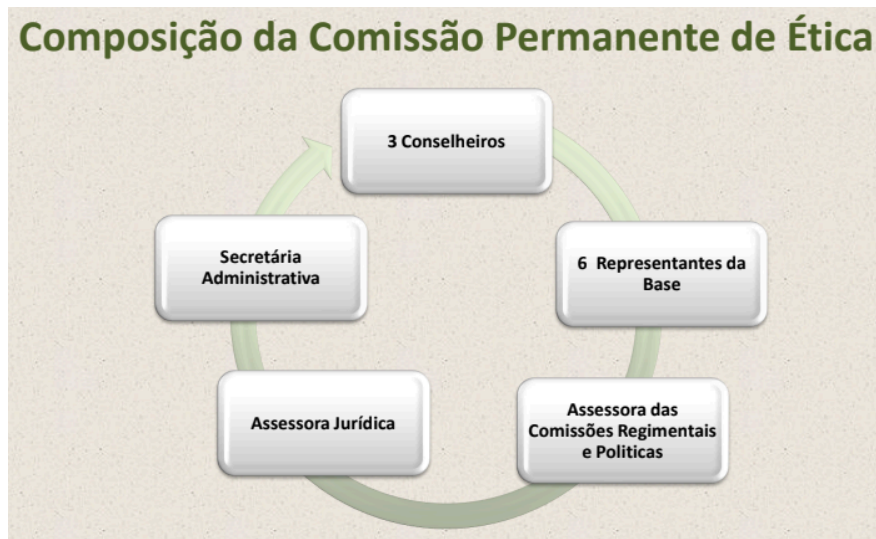 Composição da Comissão Permanente de Ética
3 Conselheiros
6 Representantes da
Base
Assessora das
Comissões Regimentais
e Politicas
Assessora Jurídica
Secretária
Administrativa